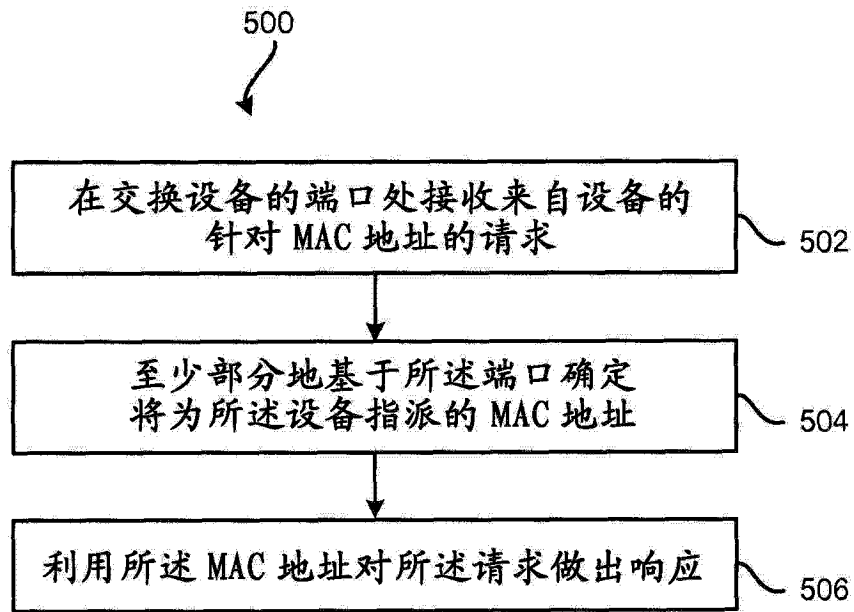 500
在交换设备的端口处接收来自设备的
针对 MAC 地址的请求
502
至少部分地基于所述端口确定
将为所述设备指派的 MAC 地址
504
利用所述 MAC 地址对所述请求做出响应
506